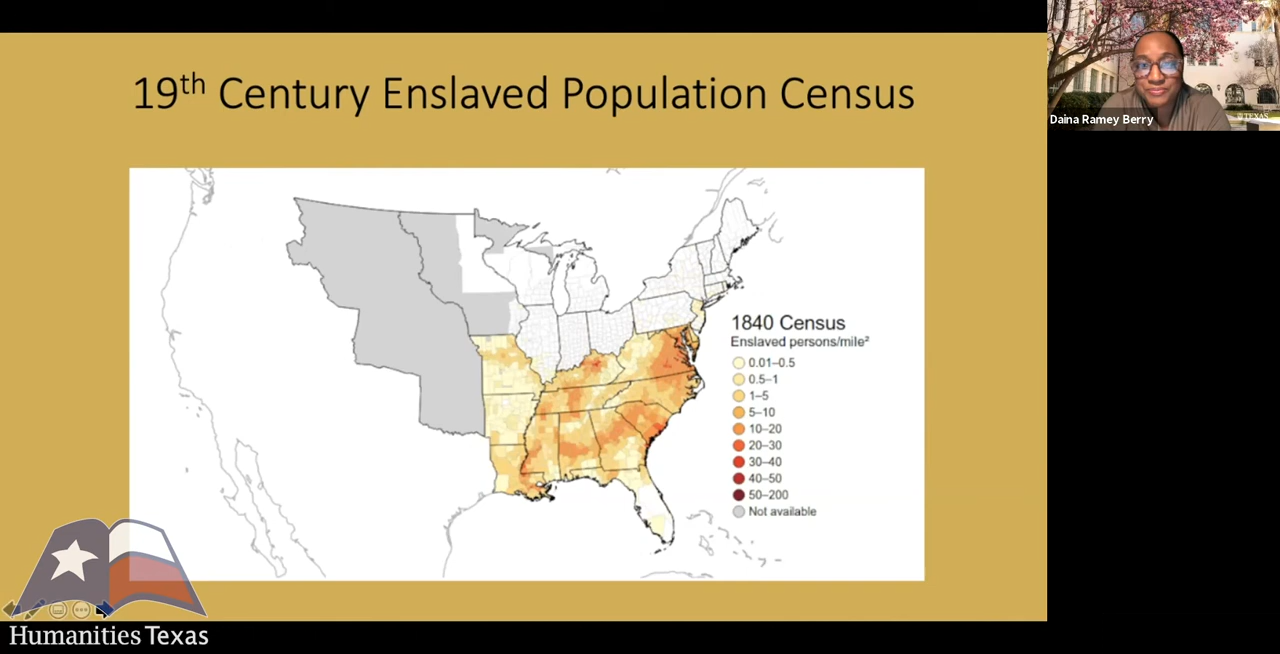 19th Century Enslaved Population Census
Daina Ramey Berry
TEXAS
1840 Census
Enslaved persons/mile²
0.01–0.5
0.5–1
1–5
5–10
10–20
20–30
30–40
40–50
50–200
Not available
Humanities Texas